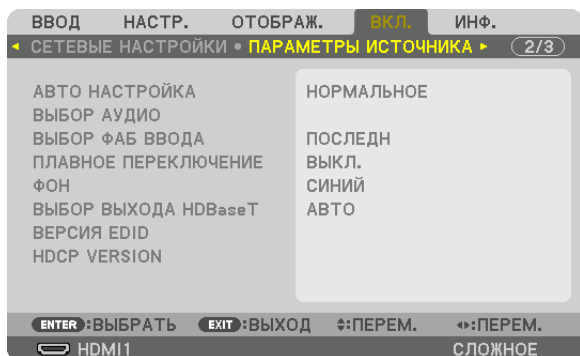 ВВОД НАСТР. ОТОБРАЖ. ВКЛ. ИНФ.
◂ СЕТЕВЫЕ НАСТРОЙКИ • ПАРАМЕТРЫ ИСТОЧНИКА ▸ 2/3
АВТО НАСТРОЙКА НОРМАЛЬНОЕ
ВЫБОР АУДИО
ВЫБОР ФАБ ВВОДА ПОСЛЕДН
ПЛАВНОЕ ПЕРЕКЛЮЧЕНИЕ ВЫКЛ.
ФОН СИНИЙ
ВЫБОР ВЫХОДА HDBaseT АВТО
ВЕРСИЯ EDID
HDCP VERSION
ENTER:ВЫБРАТЬ EXIT:ВЫХОД ♦:ПЕРЕМ. ◂▸:ПЕРЕМ.
HDMI1 СЛОЖНОЕ